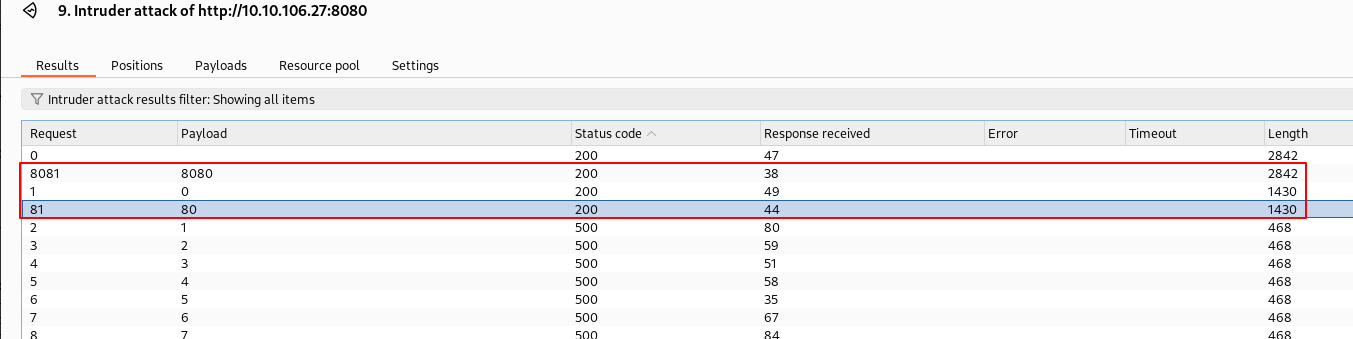 9. Intruder attack of http://10.10.106.27:8080
Results Positions Payloads Resource pool Settings
Intruder attack results filter: Showing all items
Request Payload Status code Response received Error Timeout Length
0 200 47 2842
8081 8080 200 38 2842
1 0 200 49 1430
81 80 200 44 1430
2 1 500 80 468
3 2 500 59 468
4 3 500 51 468
5 4 500 58 468
6 5 500 35 468
7 6 500 67 468
8 7 500 84 468